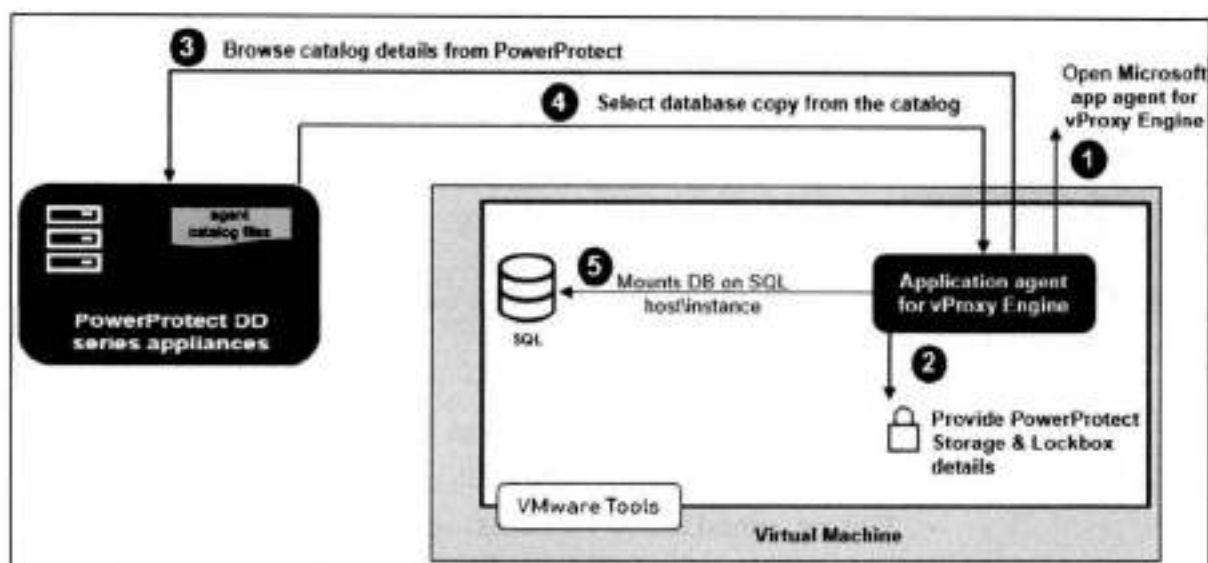 3 Browse catalog details from PowerProtect
4 Select database copy from the catalog
Open Microsoft
app agent for
vProxy Engine
1
agent
catalog files
PowerProtect DD
series appliances
5 Mounts DB on SQL
host\instance
SQL
Application agent
for vProxy Engine
2
Provide PowerProtect
Storage & Lockbox
details
VMware Tools
Virtual Machine